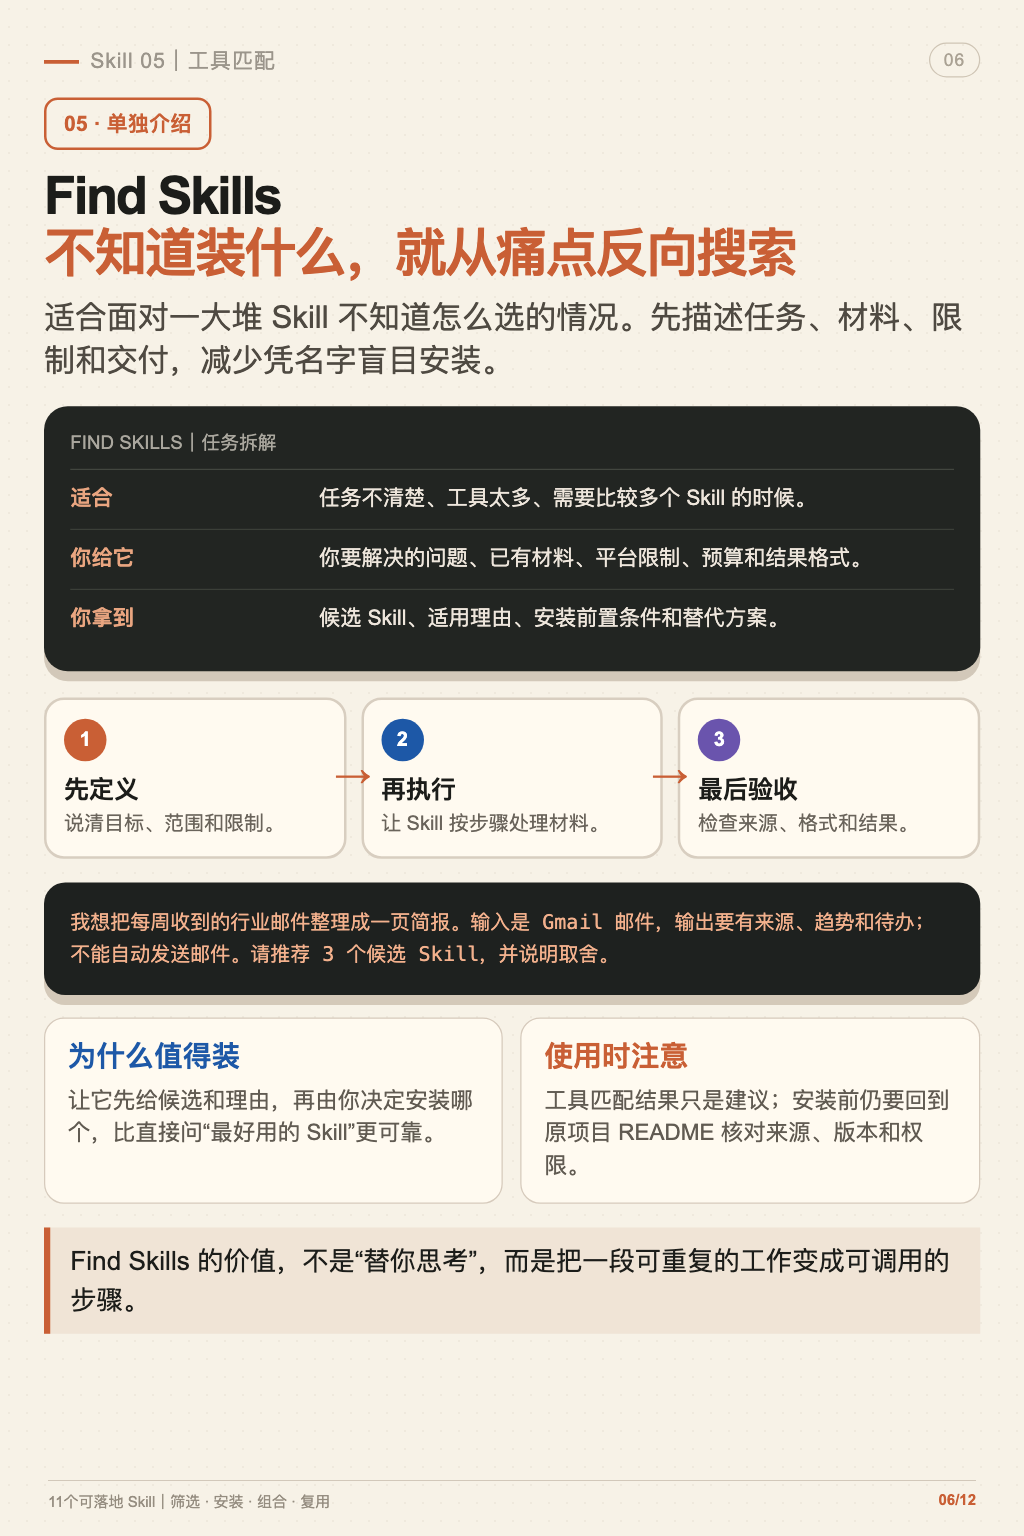 Skill 05｜工具匹配
06
05 · 单独介绍
Find Skills
不知道装什么，就从痛点反向搜索
适合面对一大堆 Skill 不知道怎么选的情况。先描述任务、材料、限
制和交付，减少凭名字盲目安装。
FIND SKILLS｜任务拆解
适合 任务不清楚、工具太多、需要比较多个 Skill 的时候。
你给它 你要解决的问题、已有材料、平台限制、预算和结果格式。
你拿到 候选 Skill、适用理由、安装前置条件和替代方案。
1
先定义
说清目标、范围和限制。
→
2
再执行
让 Skill 按步骤处理材料。
→
3
最后验收
检查来源、格式和结果。
我想把每周收到的行业邮件整理成一页简报。输入是 Gmail 邮件，输出要有来源、趋势和待办；
不能自动发送邮件。请推荐 3 个候选 Skill，并说明取舍。
为什么值得装
让它先给候选和理由，再由你决定安装哪
个，比直接问“最好用的 Skill”更可靠。
使用时注意
工具匹配结果只是建议；安装前仍要回到
原项目 README 核对来源、版本和权
限。
Find Skills 的价值，不是“替你思考”，而是把一段可重复的工作变成可调用的
步骤。
11个可落地 Skill｜筛选 · 安装 · 组合 · 复用
06/12